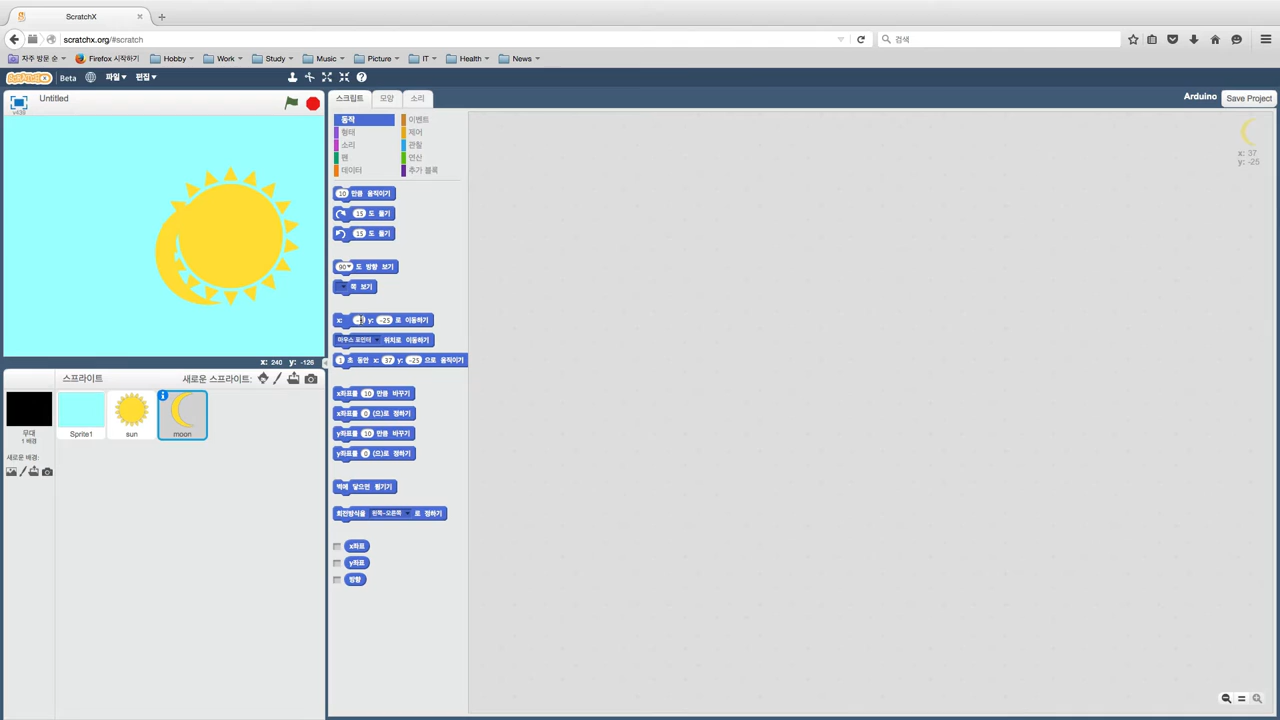 ScratchX
scratchx.org/#scratch
검색
자주 방문 순 Firefox 시작하기 Hobby Work Study Music Picture IT Health News
SCRATCHX Beta 파일 편집
Untitled
v439
스크립트 모양 소리
Arduino Save Project
동작 이벤트
형태 제어
소리 관찰
펜 연산
데이터 추가 블록
x: 37
y: -25
10 만큼 움직이기
15 도 돌기
15 도 돌기
90 도 방향 보기
쪽 보기
x: - y: -25 로 이동하기
마우스 포인터 위치로 이동하기
1 초 동안 x: 37 y: -25 으로 움직이기
x좌표를 10 만큼 바꾸기
x좌표를 0 (으)로 정하기
y좌표를 10 만큼 바꾸기
y좌표를 0 (으)로 정하기
벽에 닿으면 튕기기
회전방식을 왼쪽-오른쪽 로 정하기
x좌표
y좌표
방향
x: 240 y: -126
스프라이트 새로운 스프라이트:
무대
1 배경
새로운 배경:
Sprite1 sun moon